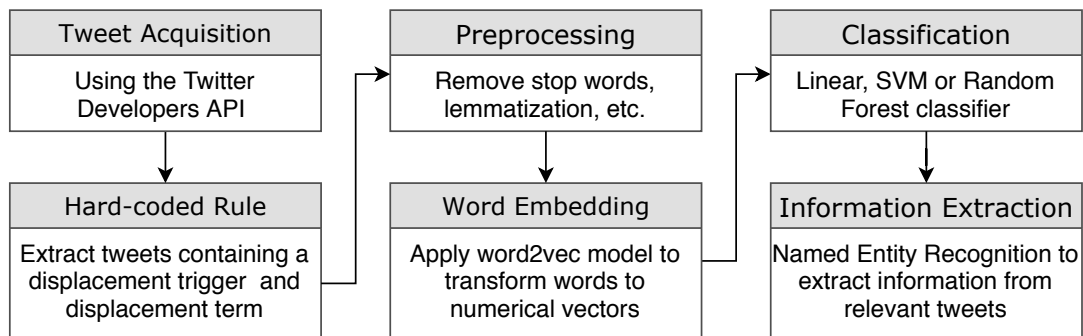 Tweet Acquisition
Using the Twitter
Developers API
Hard-coded Rule
Extract tweets containing a
displacement trigger and
displacement term
Preprocessing
Remove stop words,
lemmatization, etc.
Word Embedding
Apply word2vec model to
transform words to
numerical vectors
Classification
Linear, SVM or Random
Forest classifier
Information Extraction
Named Entity Recognition to
extract information from
relevant tweets